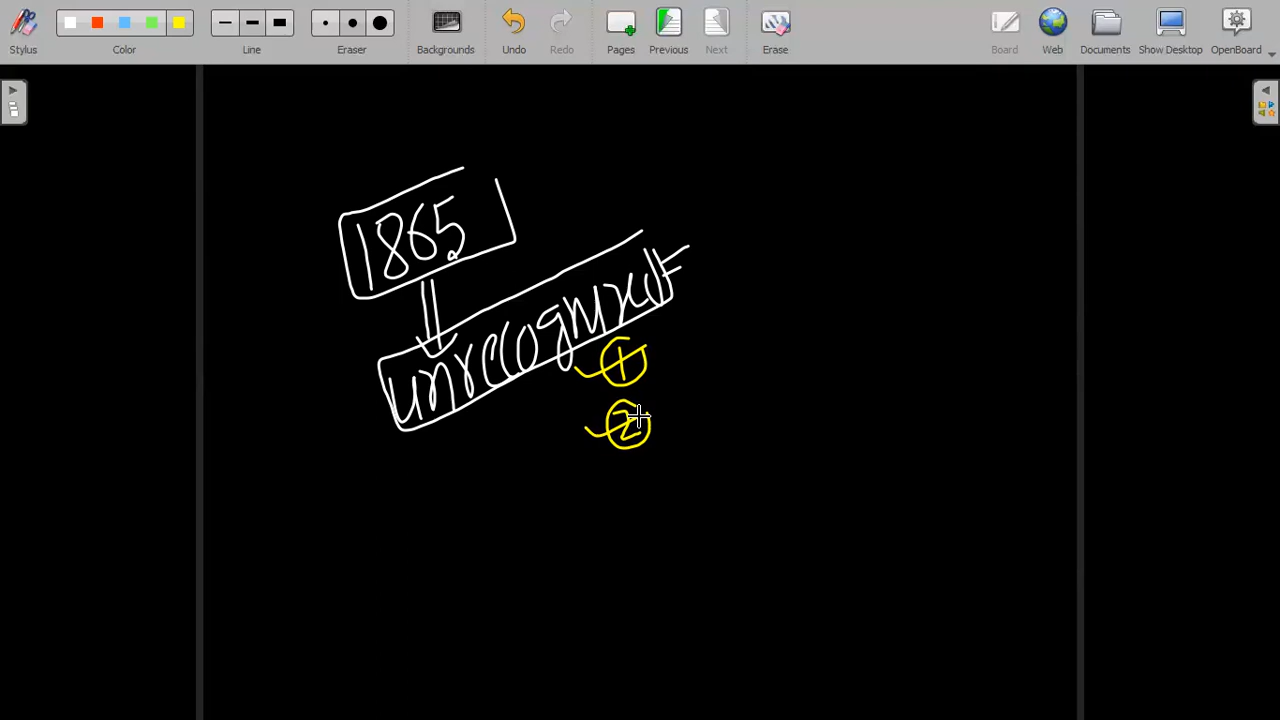 Stylus
Color
Line
Eraser
Backgrounds
Undo
Redo
Pages
Previous
Next
Erase
Board
Web
Documents
Show Desktop
OpenBoard
1865.
1
2